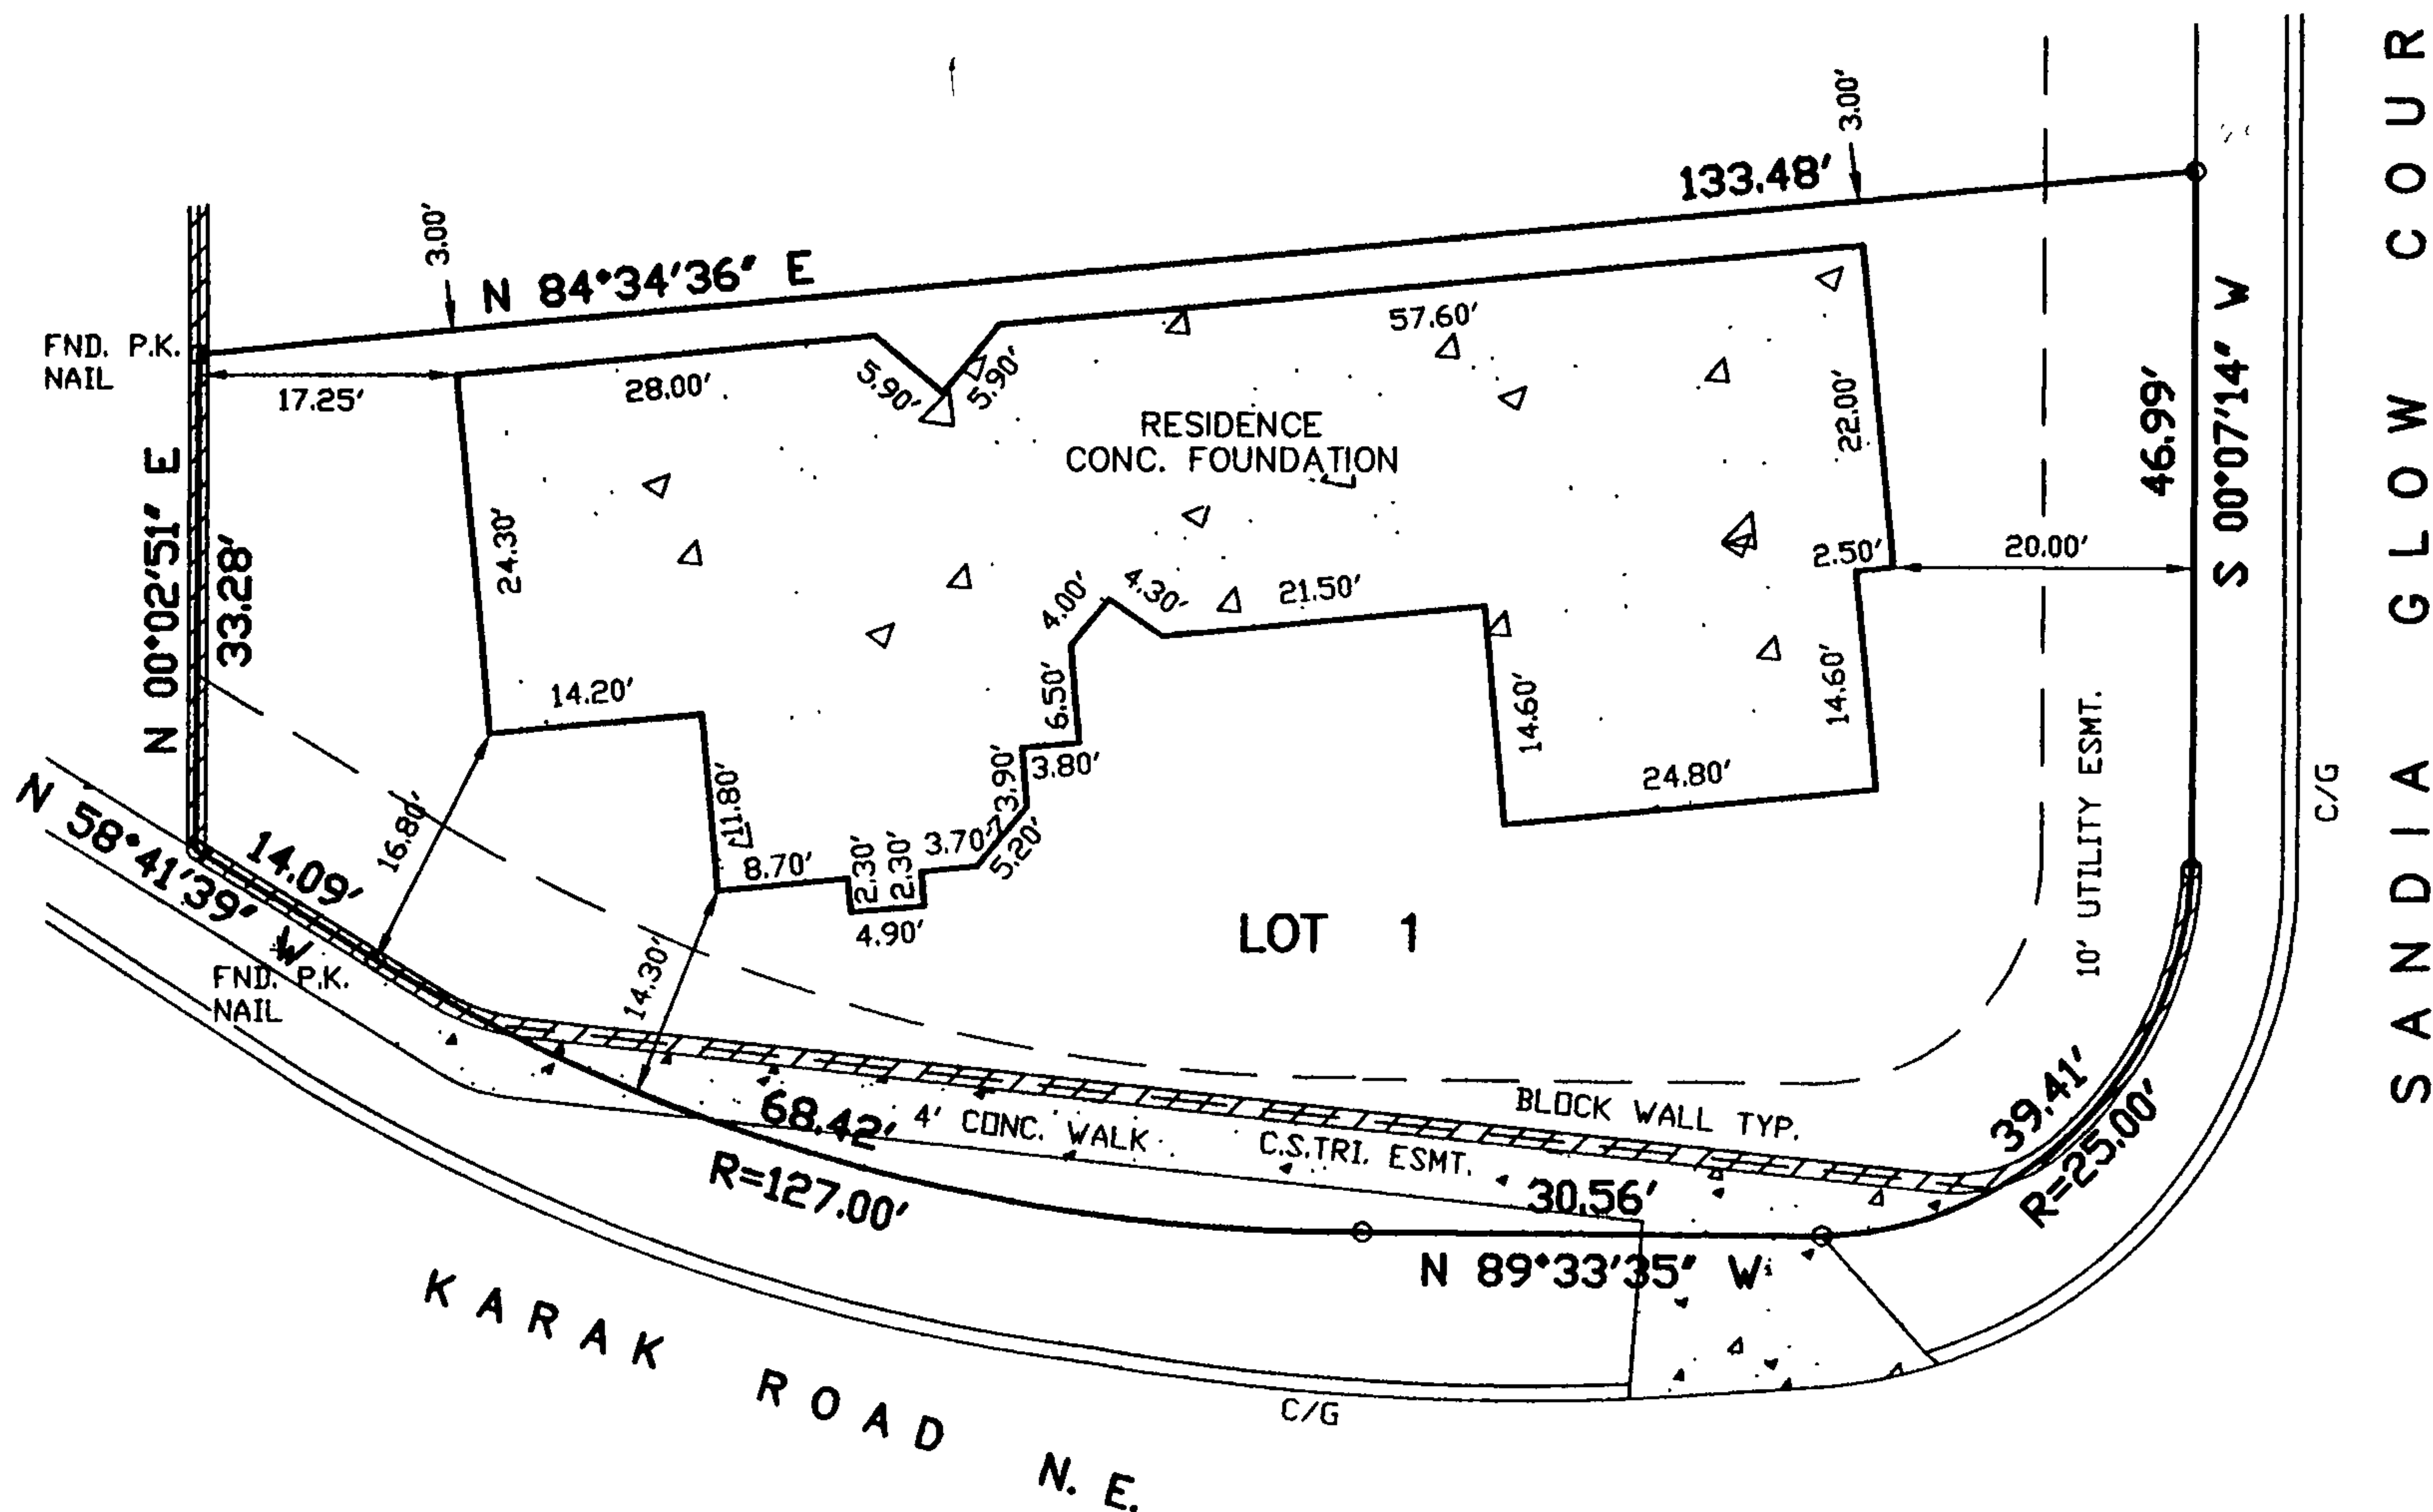 3.00'
133.48'
3.00'
N 84°34'36" E
FND. P.K.
NAIL
17.25'
28.00'
5.90'
5.90'
57.60'
RESIDENCE
CONC. FOUNDATION
22.00'
46.99'
S 00°07'14" W
N 00°02'51" E
33.28'
24.30'
2.50'
20.00'
4.00'
4.30'
21.50'
14.20'
6.50'
14.60'
14.60'
10' UTILITY ESMT.
C/G
3.90'
3.80'
24.80'
11.80'
16.80'
N 58°41'39" W
14.09'
8.70'
2.30'
2.30'
3.70'
5.20'
4.90'
LOT 1
FND. P.K.
NAIL
14.30'
68.42'
4' CONC. WALK
BLOCK WALL TYP.
C.S.TRI. ESMT.
39.41'
R=25.00'
R=127.00'
30.56'
N 89°33'35" W
KARAK ROAD N.E.
C/G
SANDIA GLOW COUR